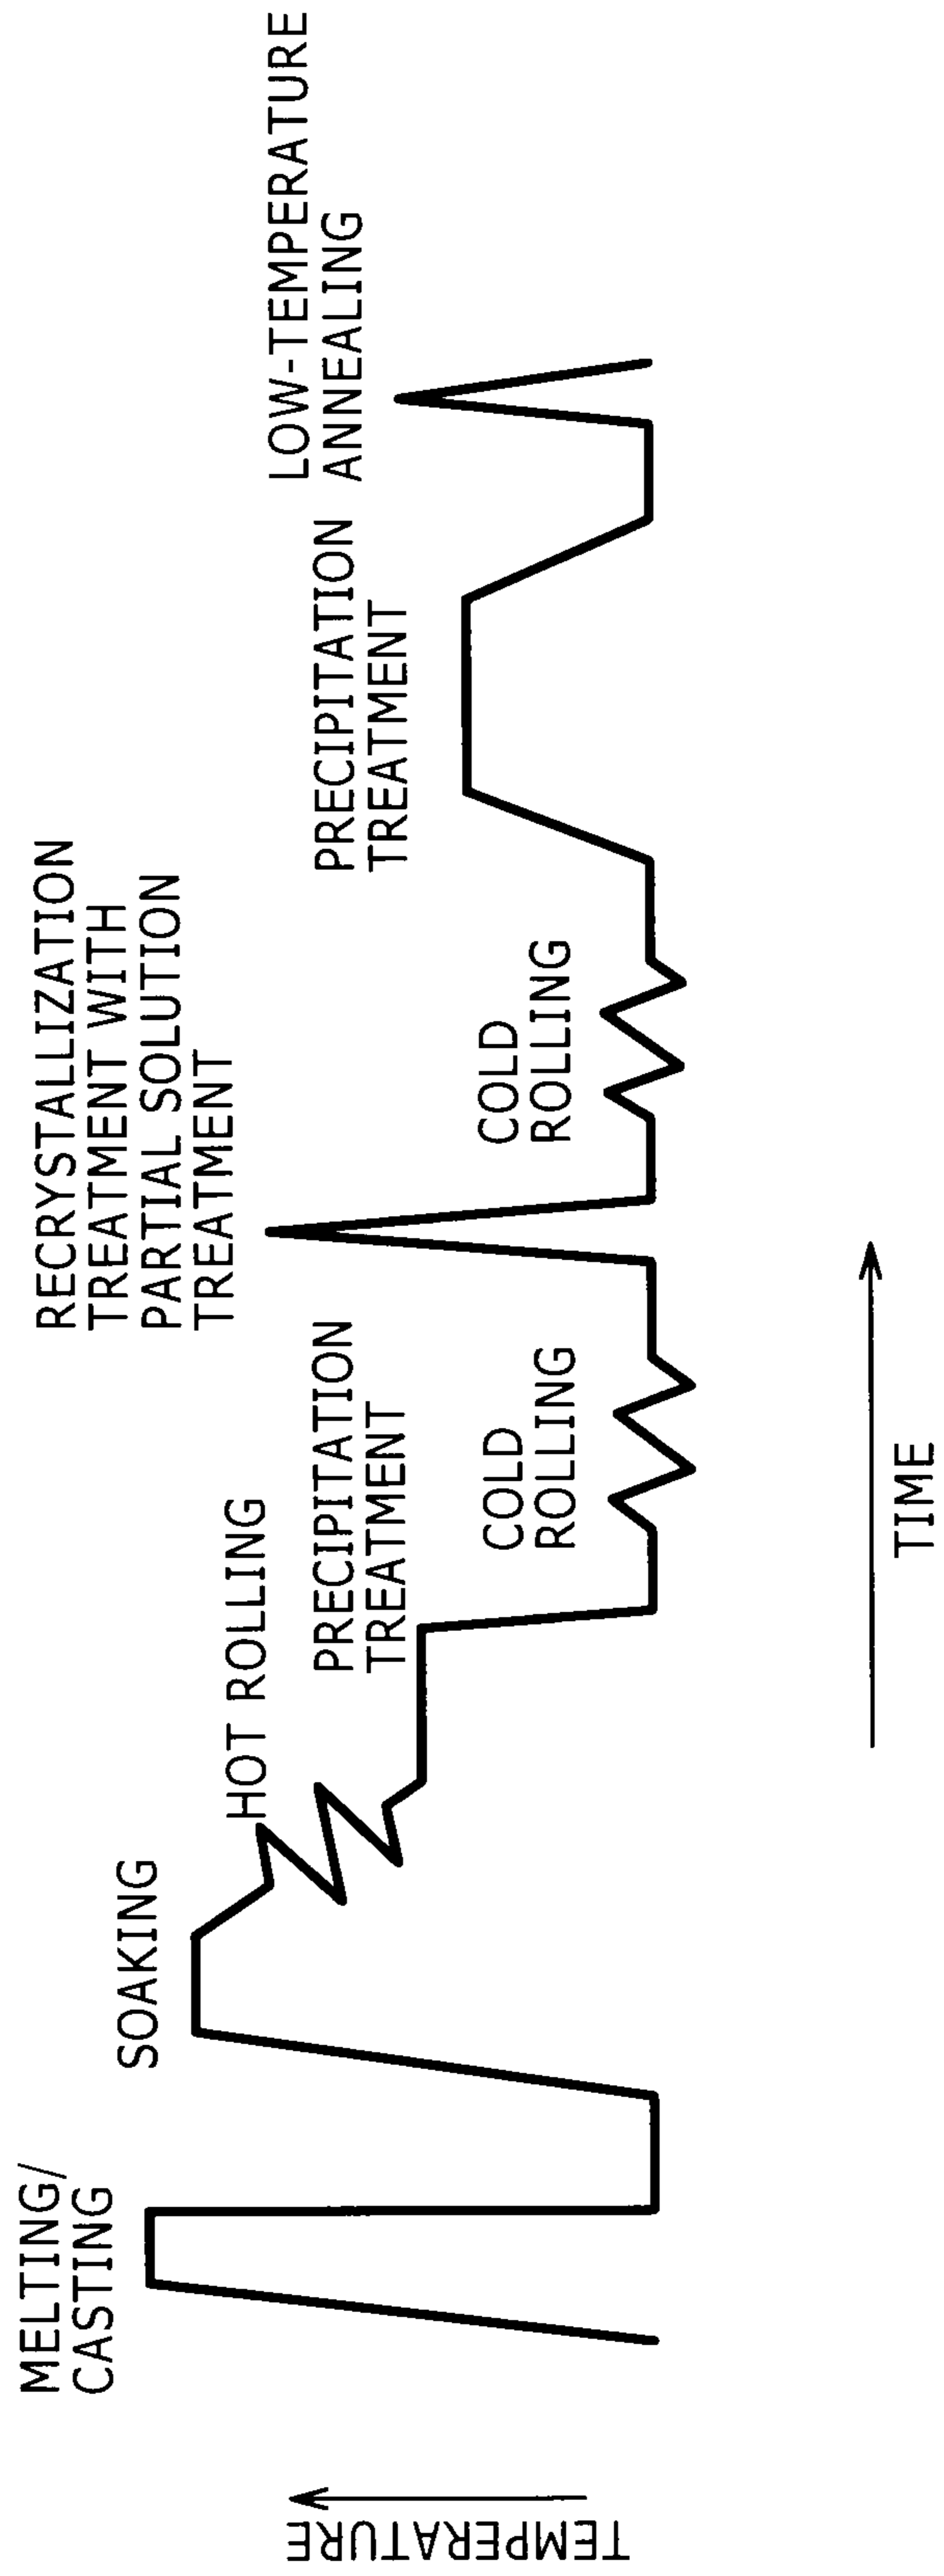 MELTING/
CASTING
SOAKING
HOT ROLLING
PRECIPITATION
TREATMENT
COLD
ROLLING
RECRYSTALLIZATION
TREATMENT WITH
PARTIAL SOLUTION
TREATMENT
COLD
ROLLING
PRECIPITATION
TREATMENT
LOW-TEMPERATURE
ANNEALING
TEMPERATURE
TIME